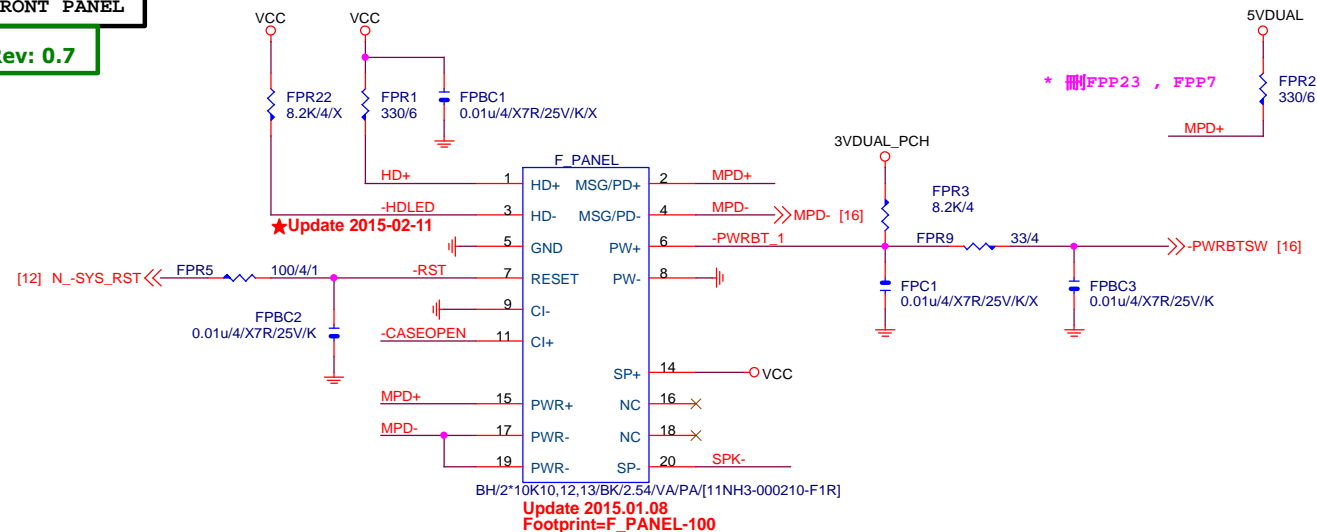 RONT PANEL
Rev: 0.7
VCC
VCC
5VDUAL
FPR22
8.2K/4/X
FPR1
330/6
FPBC1
0.01u/4/X7R/25V/K/X
* 刪FPP23 , FPP7
FPR2
330/6
MPD+
3VDUAL_PCH
F_PANEL
HD+
1
HD+
MSG/PD+
2
MPD+
FPR3
8.2K/4
-HDLED
3
HD-
MSG/PD-
4
MPD-
MPD- [16]
★Update 2015-02-11
5
GND
PW+
6
-PWRBT_1
FPR9
33/4
-PWRBTSW [16]
[12] N_-SYS_RST
FPR5
100/4/1
-RST
7
RESET
PW-
8
FPC1
0.01u/4/X7R/25V/K/X
FPBC3
0.01u/4/X7R/25V/K
9
CI-
FPBC2
0.01u/4/X7R/25V/K
-CASEOPEN
11
CI+
SP+
14
VCC
MPD+
15
PWR+
NC
16
MPD-
17
PWR-
NC
18
19
PWR-
SP-
20
SPK-
BH/2*10K10,12,13/BK/2.54/VA/PA/[11NH3-000210-F1R]
Update 2015.01.08
Footprint=F_PANEL-100